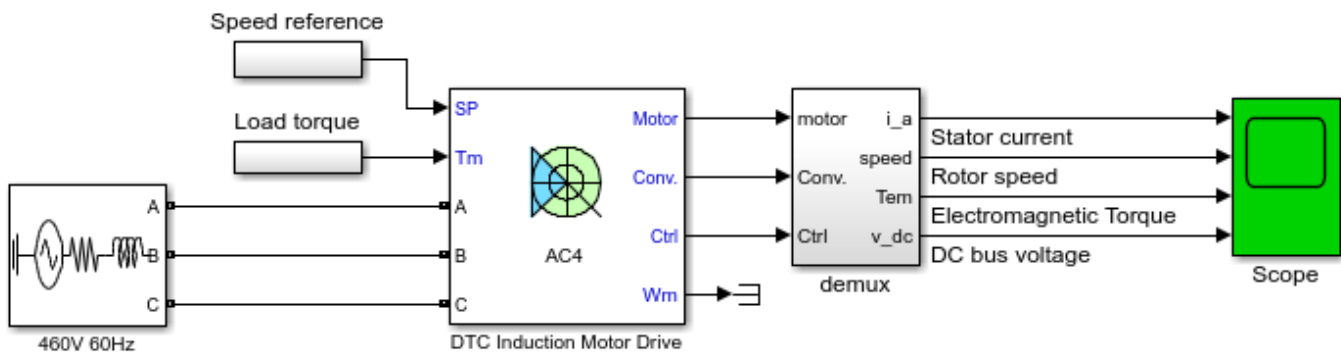 Speed reference
Load torque
SP
Tm
A
B
C
Motor
Conv.
Ctrl
Wm
AC4
DTC Induction Motor Drive
A
B
C
460V 60Hz
motor
Conv.
Ctrl
i_a
speed
Tem
v_dc
demux
Stator current
Rotor speed
Electromagnetic Torque
DC bus voltage
Scope